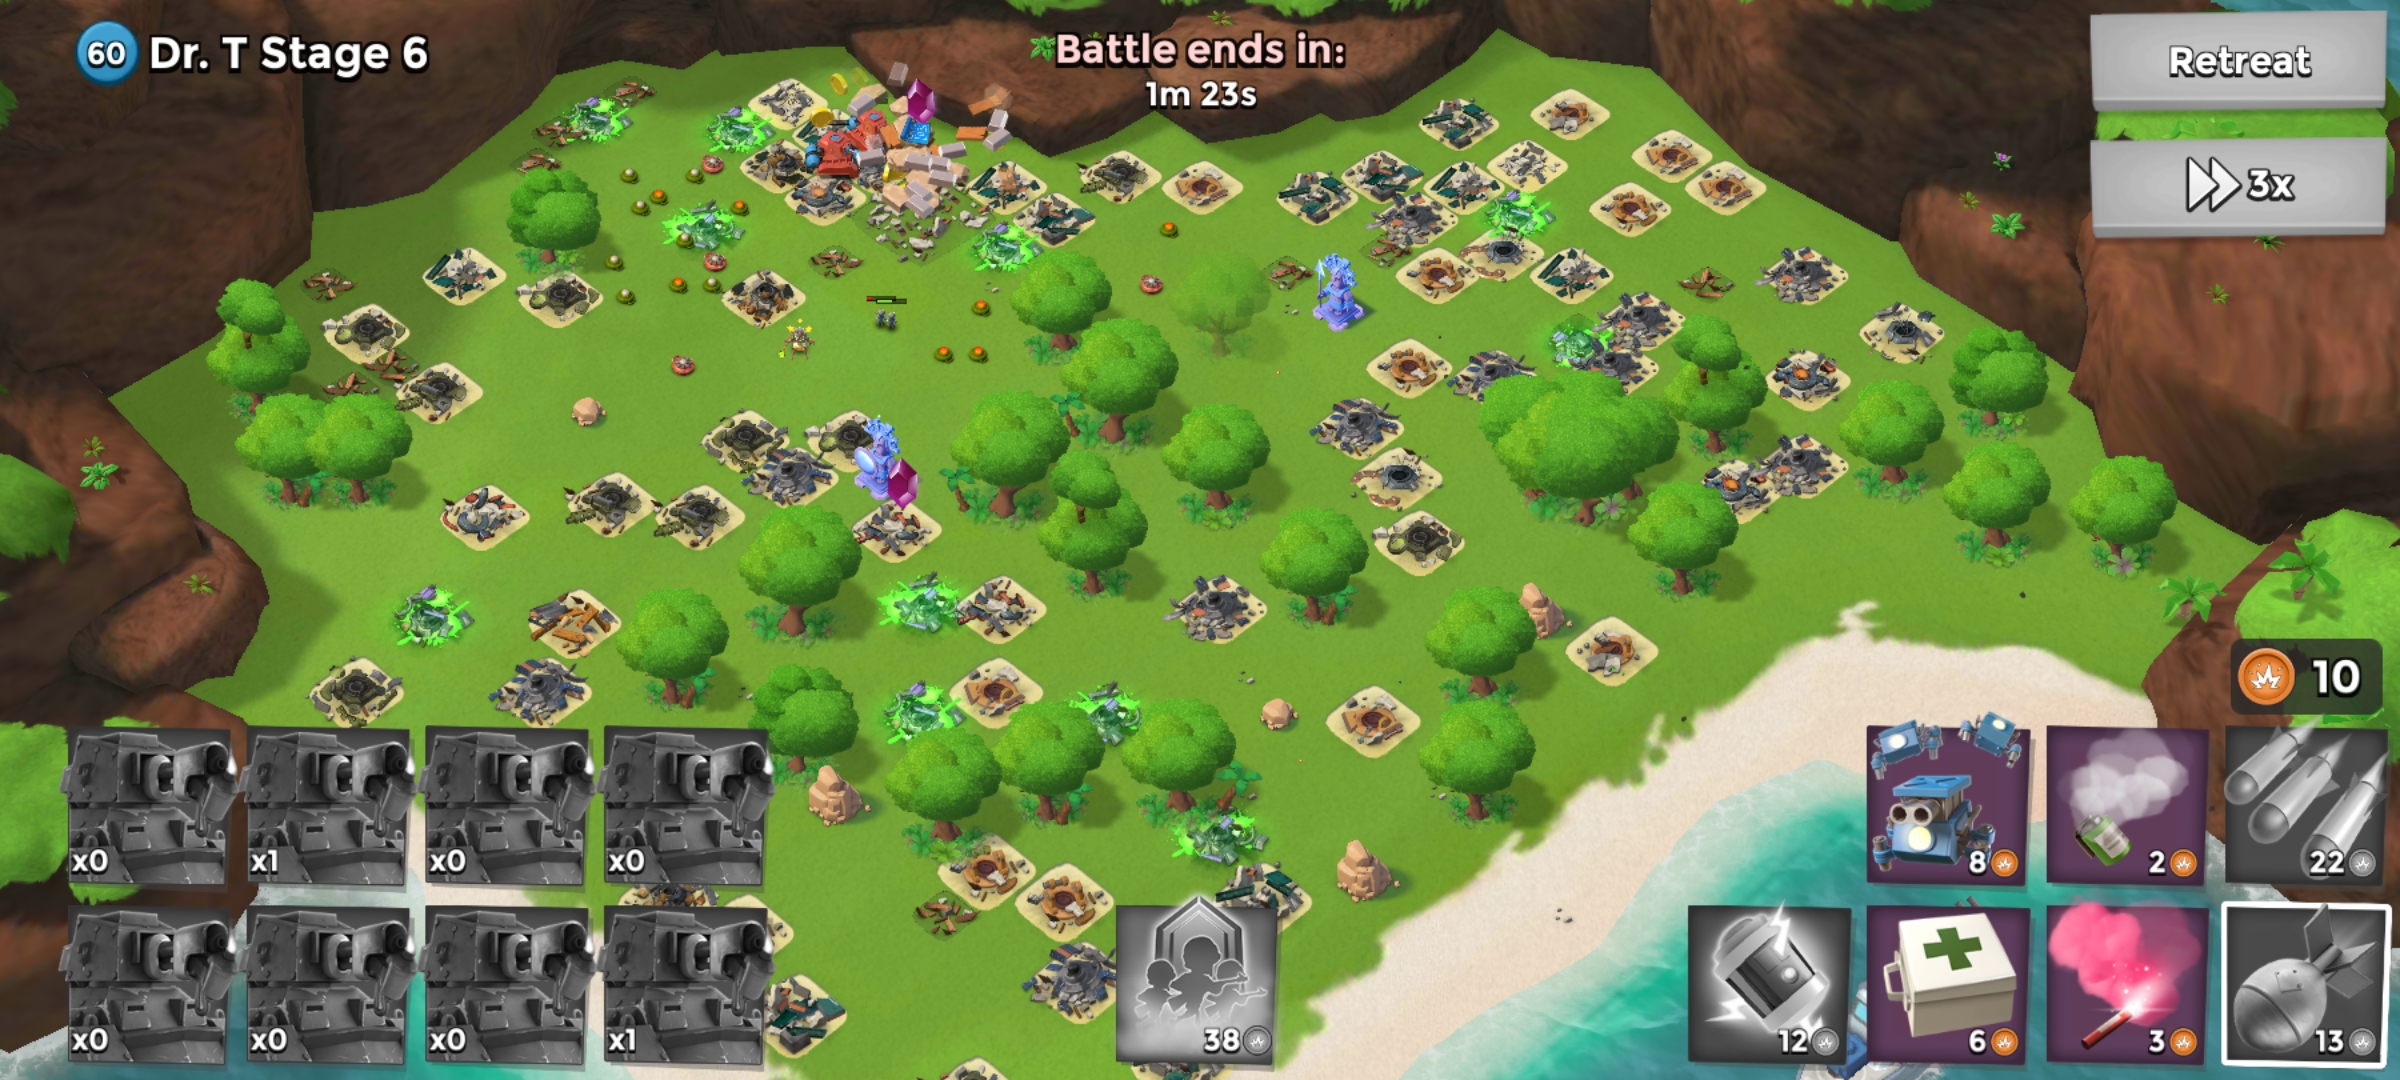 60 Dr. T Stage 6
Battle ends in:
1m 23s
Retreat
3x
10
x0
x1
x0
x0
8
2
22
x0
x0
x0
x1
38
12
6
3
13